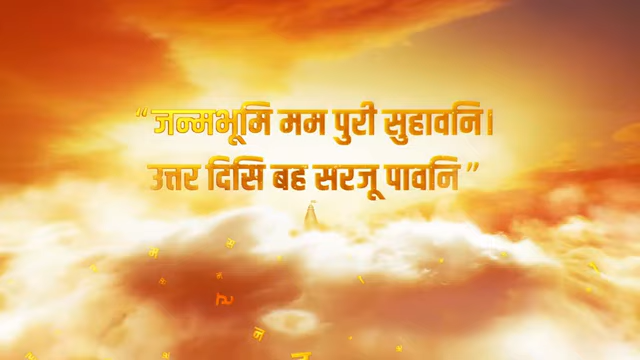 “जन्मभूमि मम पुरी सुहावनि।
उत्तर दिसि बह सरजू पावनि”